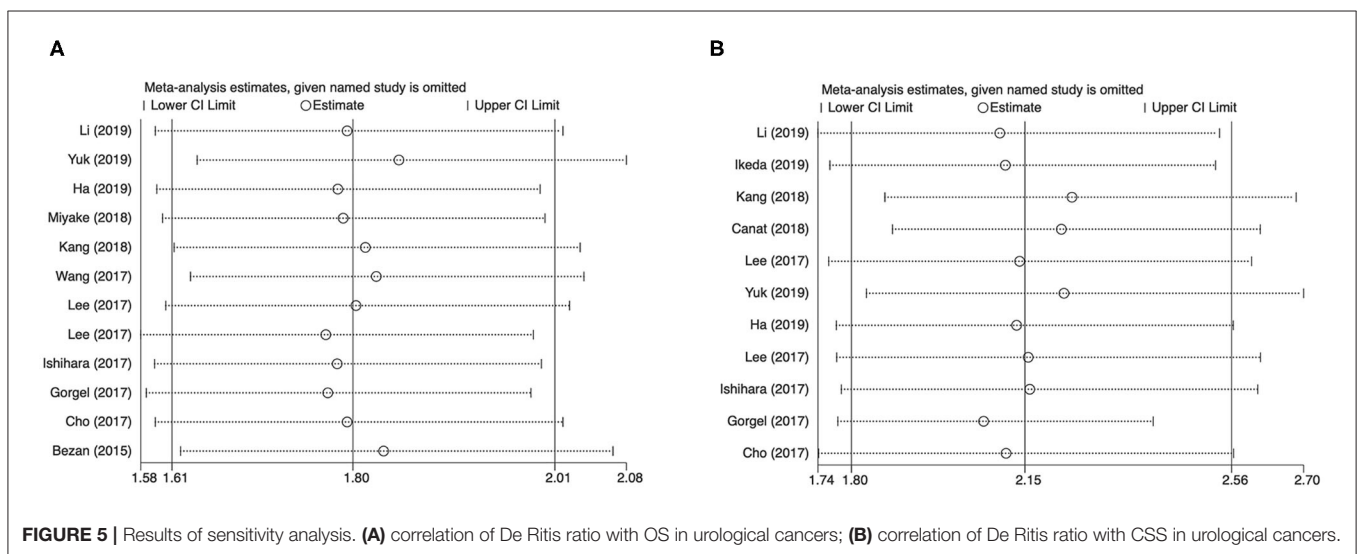 A
Meta-analysis estimates, given named study is omitted
Lower CI Limit Estimate Upper CI Limit
Li (2019)
Yuk (2019)
Ha (2019)
Miyake (2018)
Kang (2018)
Wang (2017)
Lee (2017)
Lee (2017)
Ishihara (2017)
Gorgel (2017)
Cho (2017)
Bezan (2015)
1.58 1.61 1.80 2.01 2.08
B
Meta-analysis estimates, given named study is omitted
Lower CI Limit Estimate Upper CI Limit
Li (2019)
Ikeda (2019)
Kang (2018)
Canat (2018)
Lee (2017)
Yuk (2019)
Ha (2019)
Lee (2017)
Ishihara (2017)
Gorgel (2017)
Cho (2017)
1.74 1.80 2.15 2.56 2.70
FIGURE 5 | Results of sensitivity analysis. (A) correlation of De Ritis ratio with OS in urological cancers; (B) correlation of De Ritis ratio with CSS in urological cancers.